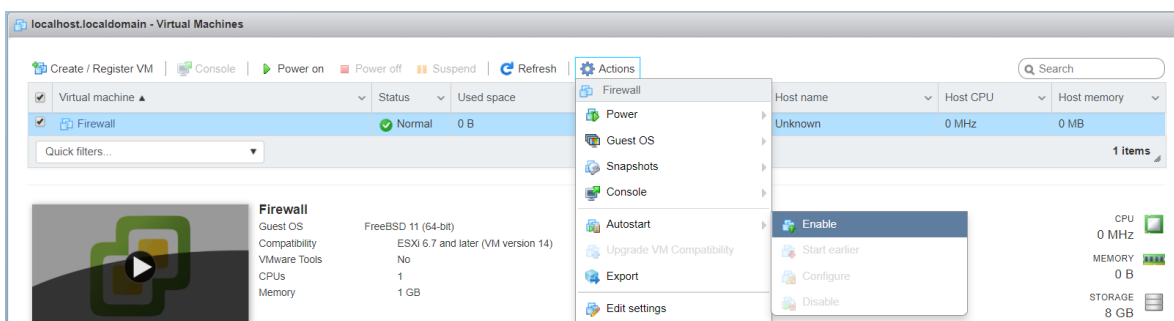 localhost.localdomain - Virtual Machines
Create / Register VM Console Power on Power off Suspend Refresh Actions Search
Virtual machine ▲ Status Used space Host name Host CPU Host memory
Firewall
Firewall Normal 0 B Unknown 0 MHz 0 MB
Power
Quick filters... 1 items
Guest OS
Snapshots
Console
Autostart
Upgrade VM Compatibility
Export
Edit settings
Enable
Start earlier
Configure
Disable
Firewall
Guest OS FreeBSD 11 (64-bit)
Compatibility ESXi 6.7 and later (VM version 14)
VMware Tools No
CPUs 1
Memory 1 GB
CPU
0 MHz
MEMORY
0 B
STORAGE
8 GB